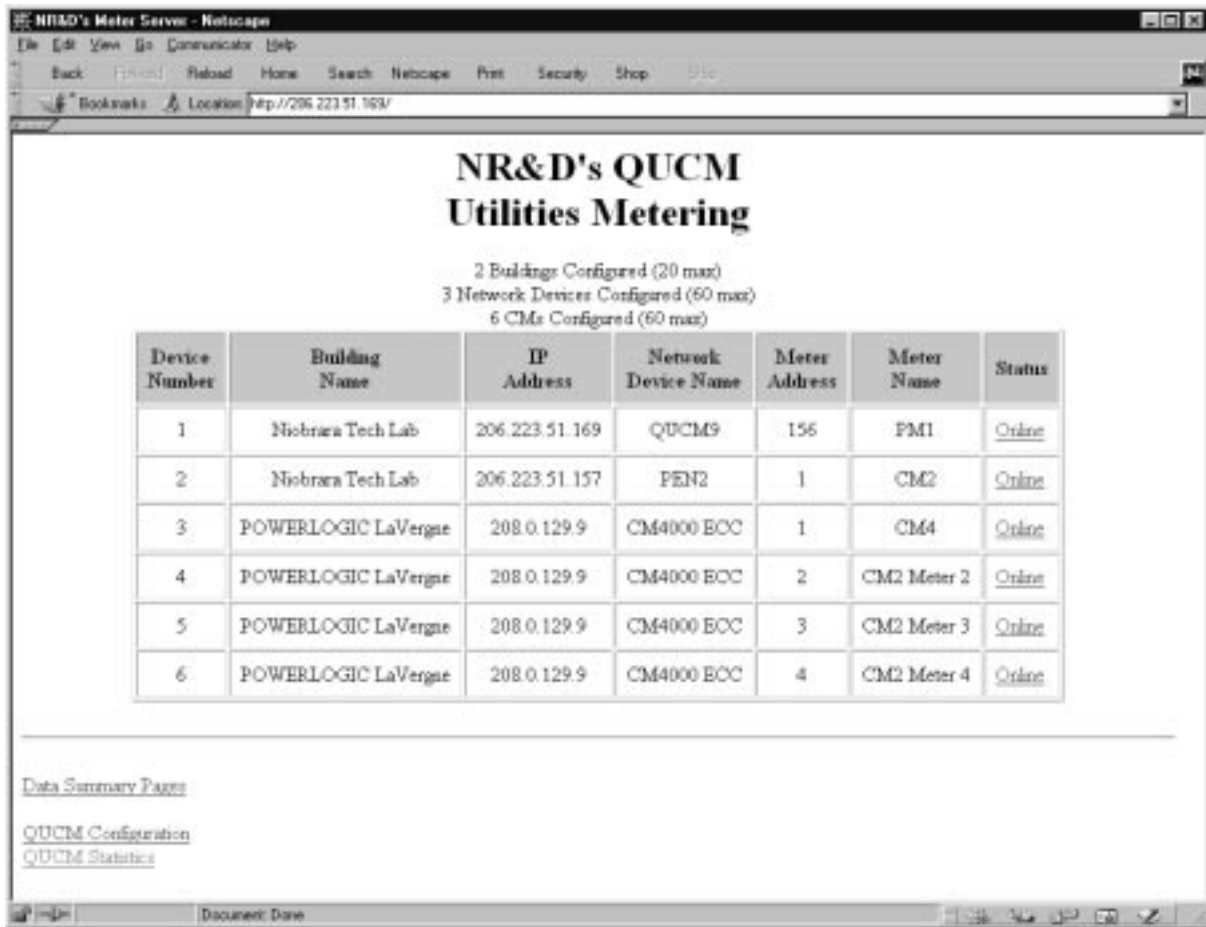 NR&D's Meter Server - Netscape
File Edit View Go Communicator Help
Back Forward Reload Home Search Netscape Print Security Shop Stop
Bookmarks Location: http://206.223.51.169/
NR&D's QUCM
Utilities Metering
2 Buildings Configured (20 max)
3 Network Devices Configured (60 max)
6 CMs Configured (60 max)
Device Number Building Name IP Address Network Device Name Meter Address Meter Name Status
1 Niobrara Tech Lab 206.223.51.169 QUCM9 156 PM1 Online
2 Niobrara Tech Lab 206.223.51.157 PEN2 1 CM2 Online
3 POWERLOGIC LaVergne 208.0.129.9 CM4000 ECC 1 CM4 Online
4 POWERLOGIC LaVergne 208.0.129.9 CM4000 ECC 2 CM2 Meter 2 Online
5 POWERLOGIC LaVergne 208.0.129.9 CM4000 ECC 3 CM2 Meter 3 Online
6 POWERLOGIC LaVergne 208.0.129.9 CM4000 ECC 4 CM2 Meter 4 Online
Data Summary Pages
QUCM Configuration
QUCM Statistics
Document: Done